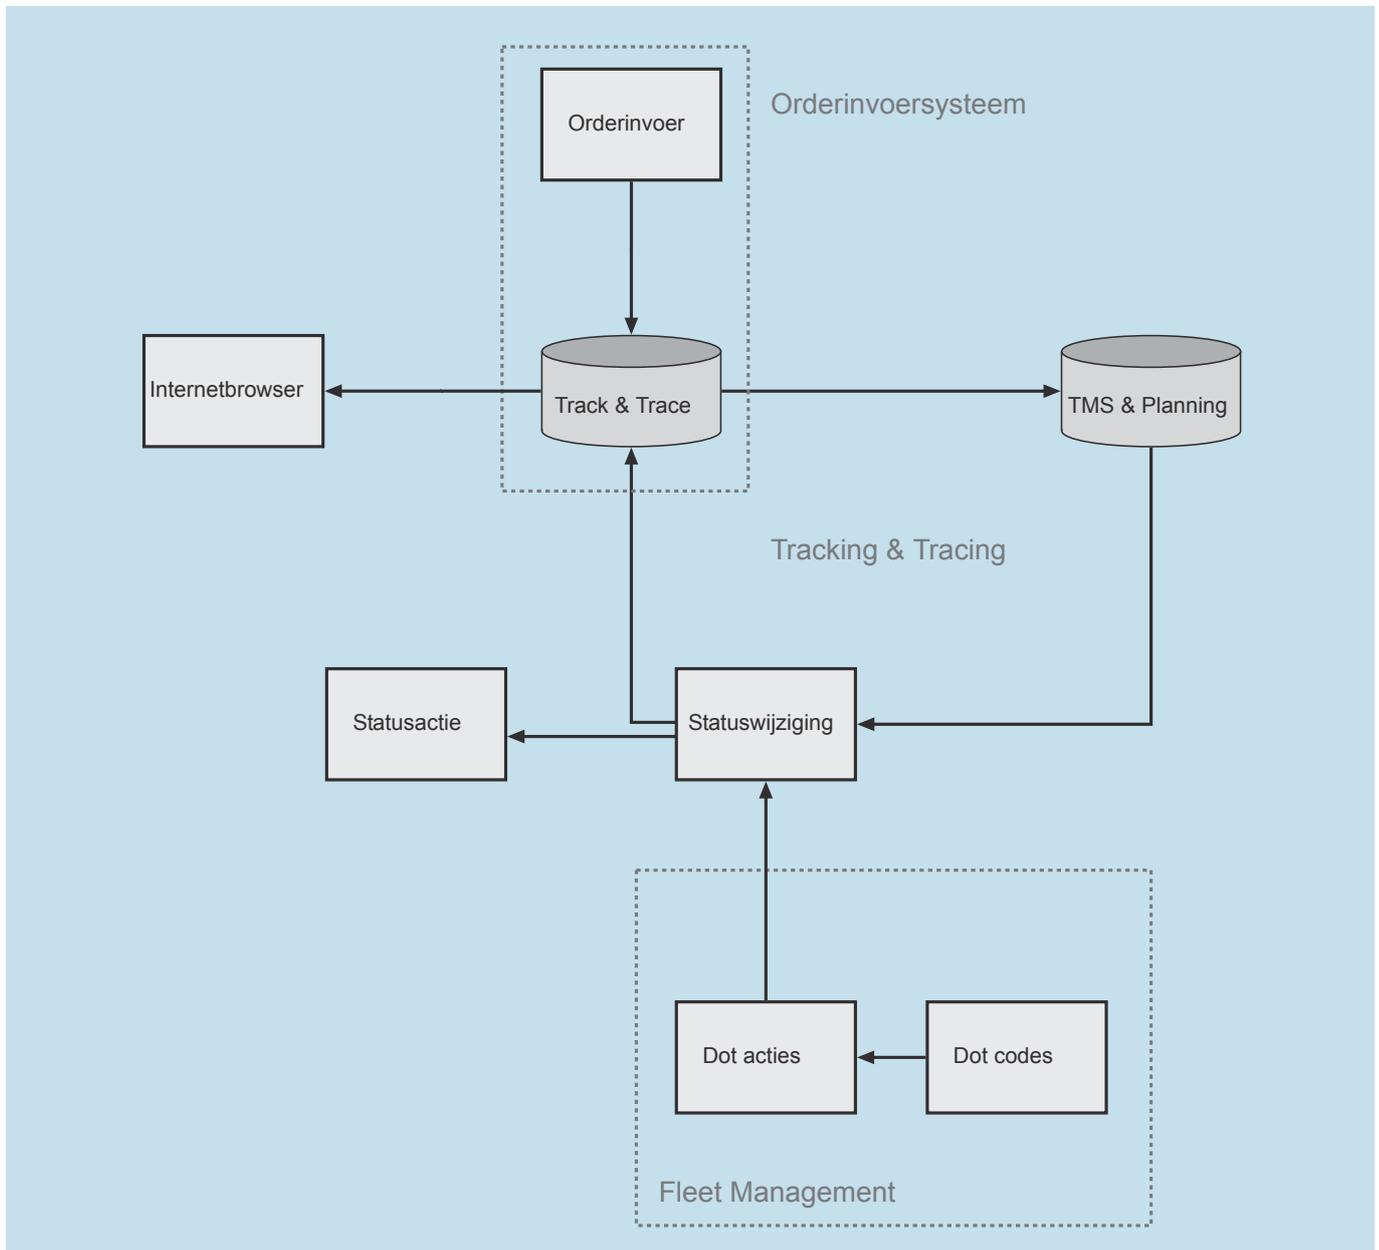 Orderinvoersysteem
Orderinvoer
Internetbrowser
Track & Trace
TMS & Planning
Tracking & Tracing
Statusactie
Statuswijziging
Dot acties
Dot codes
Fleet Management